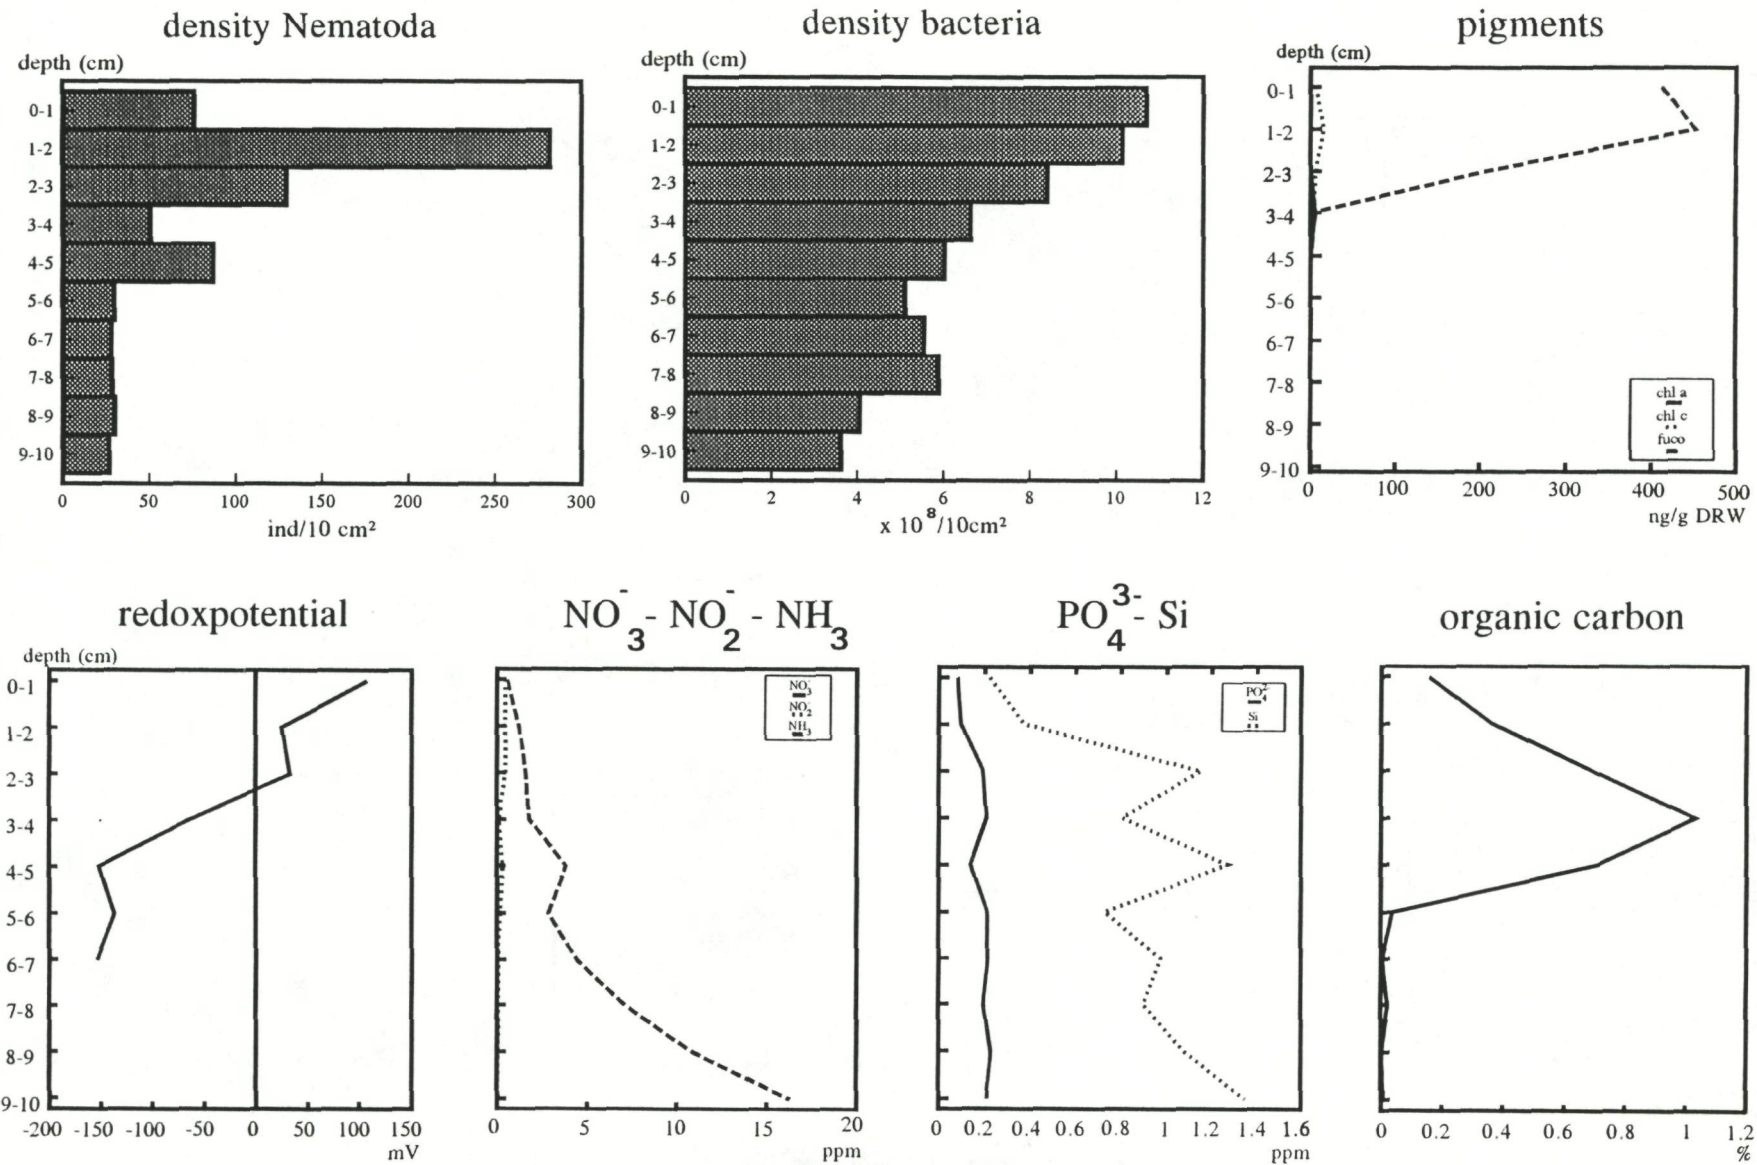 density Nematoda
depth (cm)
0-1
1-2
2-3
3-4
4-5
5-6
6-7
7-8
8-9
9-10
0 50 100 150 200 250 300
ind/10 cm²
density bacteria
depth (cm)
0-1
1-2
2-3
3-4
4-5
5-6
6-7
7-8
8-9
9-10
0 2 4 6 8 10 12
x 10⁸/10cm²
pigments
depth (cm)
0-1
1-2
2-3
3-4
4-5
5-6
6-7
7-8
8-9
9-10
chl a
chl c
fuco
0 100 200 300 400 500
ng/g DRW
redoxpotential
depth (cm)
0-1
1-2
2-3
3-4
4-5
5-6
6-7
7-8
8-9
9-10
-200 -150 -100 -50 0 50 100 150
mV
NO₃⁻ - NO₂⁻ - NH₃
NO₃⁻
NO₂⁻
NH₃
0 5 10 15 20
ppm
PO₄³⁻ - Si
PO₄²⁻
Si
0 0.2 0.4 0.6 0.8 1 1.2 1.4 1.6
ppm
organic carbon
0 0.2 0.4 0.6 0.8 1 1.2
%